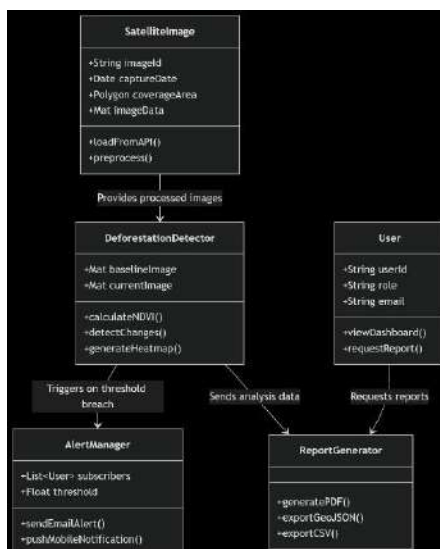 SatelliteImage
+String imageId
+Date captureDate
+Polygon coverageArea
+Mat imageData
+loadFromAPI()
+preprocess()
Provides processed images
DeforestationDetector
+Mat baselineImage
+Mat currentImage
+calculateNDVI()
+detectChanges()
+generateHeatmap()
User
+String userId
+String role
+String email
+viewDashboard()
+requestReport()
Triggers on threshold
breach
Sends analysis data
Requests reports
AlertManager
+List<User> subscribers
+Float threshold
+sendEmailAlert()
+pushMobileNotification()
ReportGenerator
+generatePDF()
+exportGeoJSON()
+exportCSV()